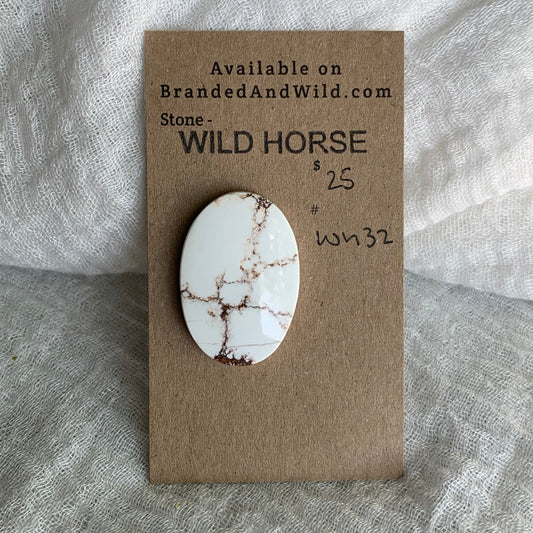 Available on
BrandedAndWild.com
Stone -
WILD HORSE
$ 25
#
wh32